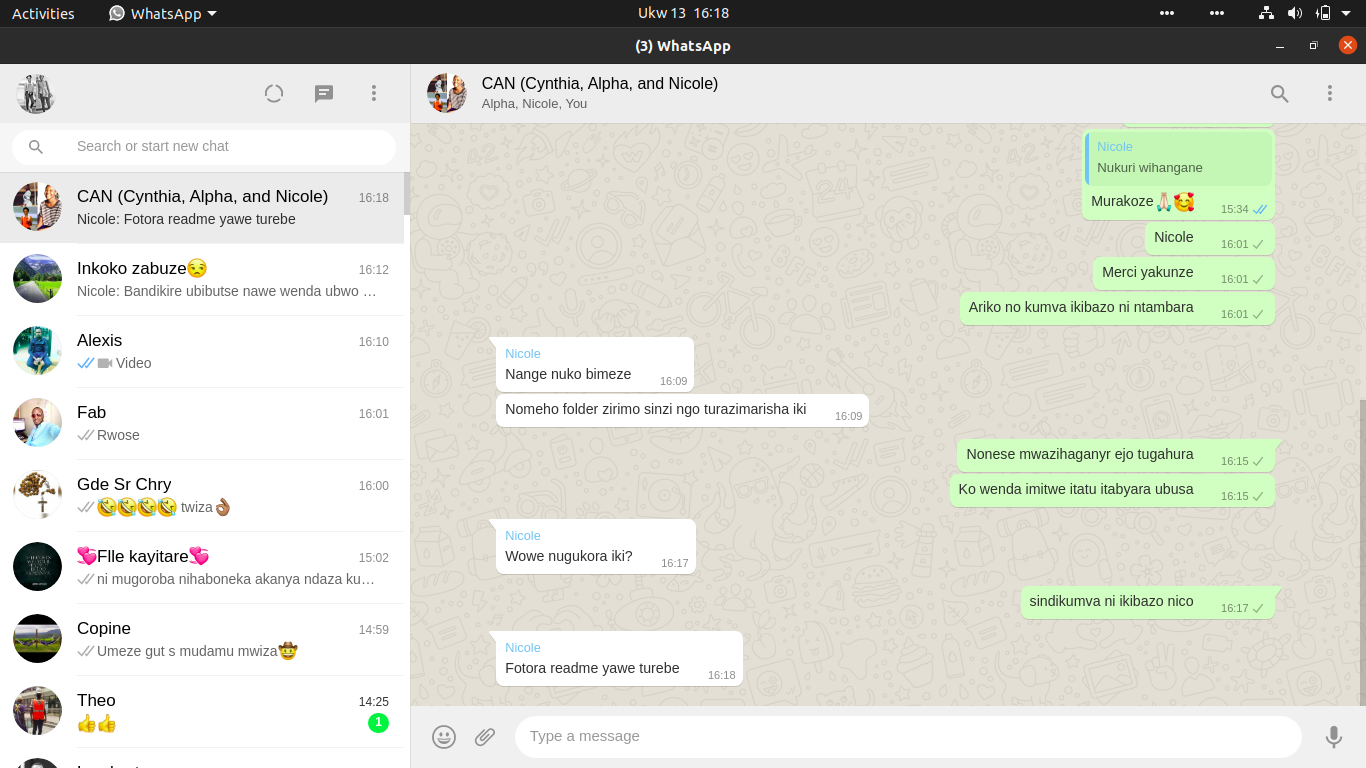 Activities WhatsApp Ukw 13 16:18
(3) WhatsApp
Search or start new chat
CAN (Cynthia, Alpha, and Nicole) 16:18
Nicole: Fotora readme yawe turebe
Inkoko zabuze😒 16:12
Nicole: Bandikire ubibutse nawe wenda ubwo …
Alexis 16:10
Video
Fab 16:01
Rwose
Gde Sr Chry 16:00
🤣🤣🤣🤣 twiza👌🏾
💞Flle kayitare💞 15:02
ni mugoroba nihaboneka akanya ndaza ku…
Copine 14:59
Umeze gut s mudamu mwiza🤠
Theo 14:25
👍👍 1
CAN (Cynthia, Alpha, and Nicole)
Alpha, Nicole, You
Nicole
Nukuri wihangane
Murakoze🙏🏻🥰 15:34
Nicole 16:01
Merci yakunze 16:01
Ariko no kumva ikibazo ni ntambara 16:01
Nicole
Nange nuko bimeze 16:09
Nomeho folder zirimo sinzi ngo turazimarisha iki 16:09
Nonese mwazihaganyr ejo tugahura 16:15
Ko wenda imitwe itatu itabyara ubusa 16:15
Nicole
Wowe nugukora iki? 16:17
sindikumva ni ikibazo nico 16:17
Nicole
Fotora readme yawe turebe 16:18
Type a message